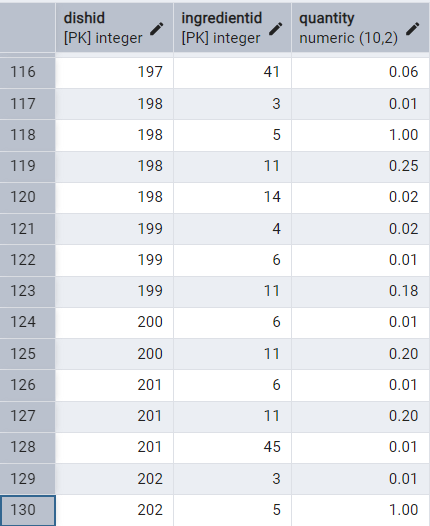 dishid ingredientid quantity
[PK] integer [PK] integer numeric (10,2)
116 197 41 0.06
117 198 3 0.01
118 198 5 1.00
119 198 11 0.25
120 198 14 0.02
121 199 4 0.02
122 199 6 0.01
123 199 11 0.18
124 200 6 0.01
125 200 11 0.20
126 201 6 0.01
127 201 11 0.20
128 201 45 0.01
129 202 3 0.01
130 202 5 1.00